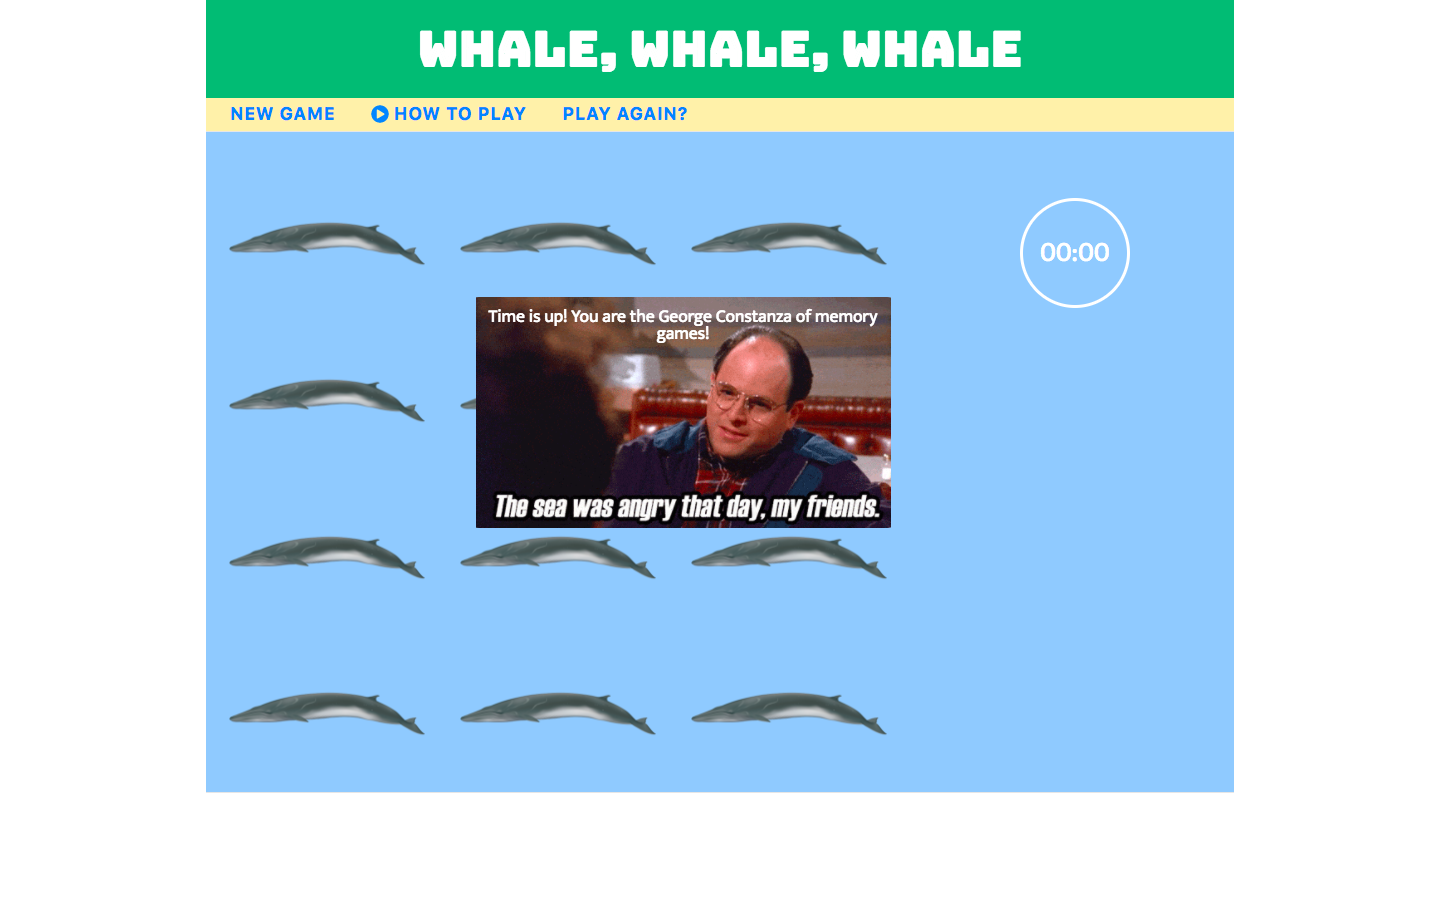 WHALE, WHALE, WHALE
NEW GAME HOW TO PLAY PLAY AGAIN?
00:00
Time is up! You are the George Constanza of memory
games!
The sea was angry that day, my friends.